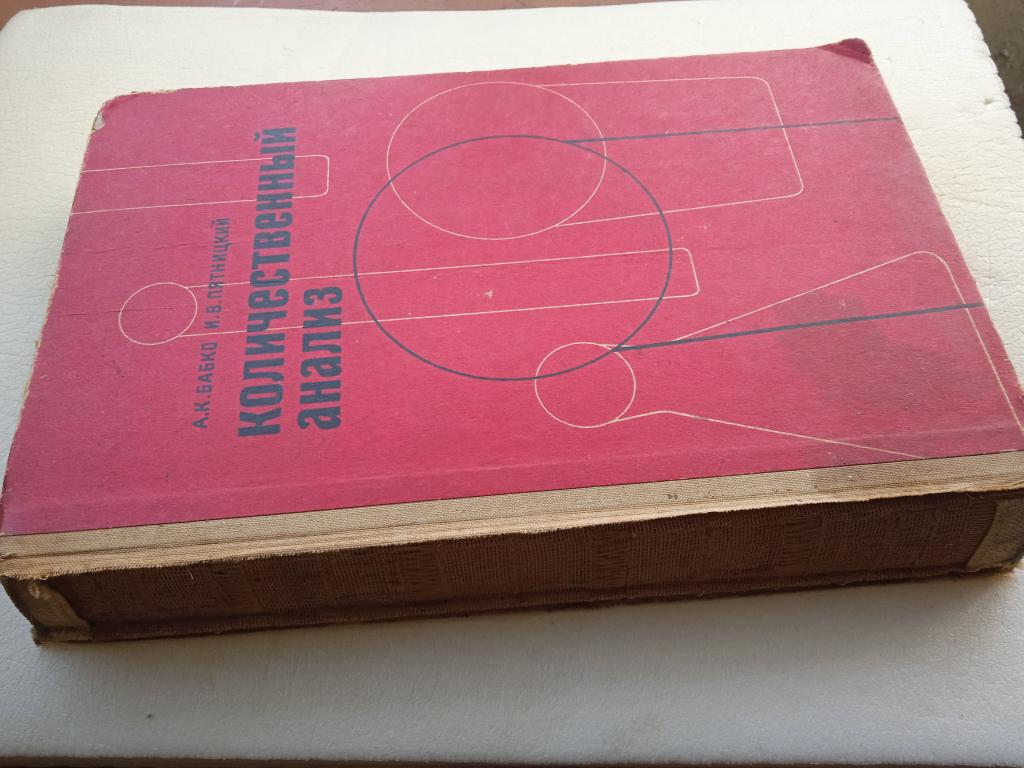 А.К.БАБКО И.В.ПЯТНИЦКИЙ
количественный
анализ